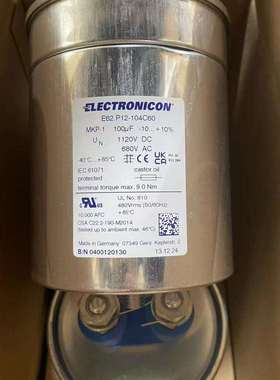 ELECTRONICON
E62.P12-104C60
MKP-1 100µF -10...+10%
UN 1120V DC
680V AC
-40°C...+85°C
IEC 61071 castor oil
protected
terminal torque max. 9.0 Nm
UL No. 810
480Vrms (50/60Hz)
10,000 AFC +65°C
CSA C22.2-190-M2014
(tested up to ambient max. 46°C)
Made in Germany 07549 Gera Keplerstr. 2
B/N 0400120130 13.12.24